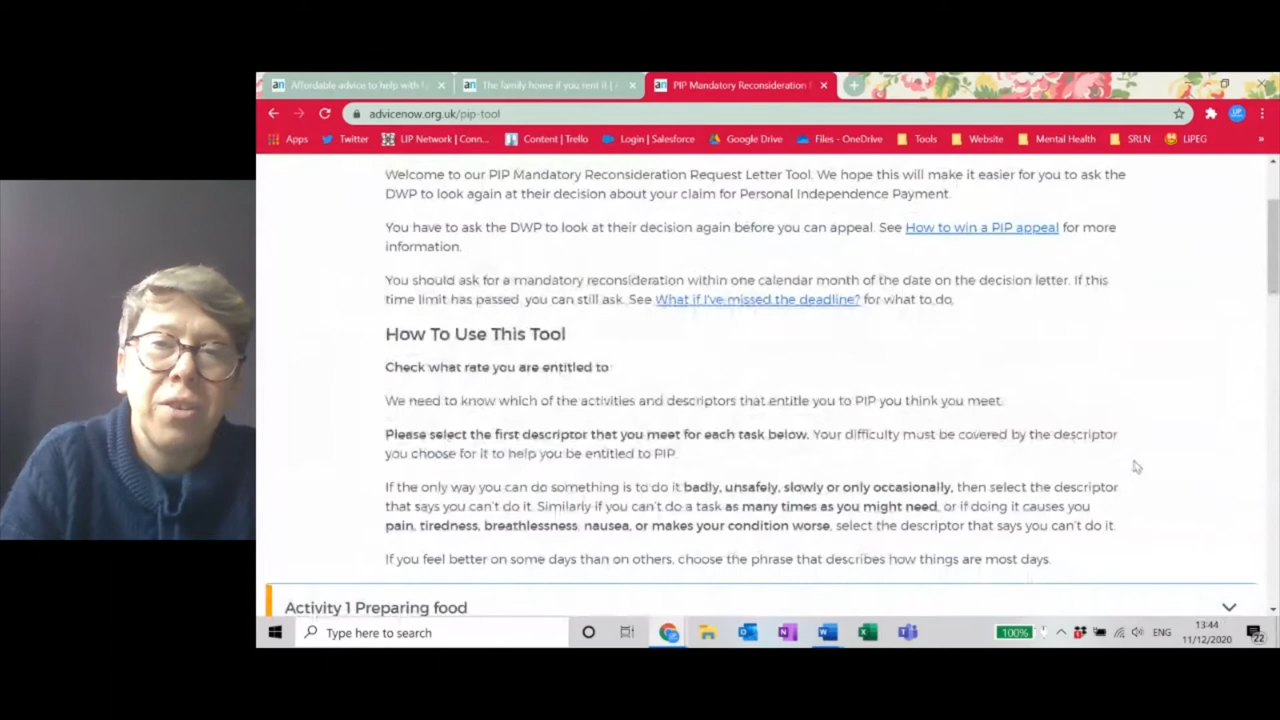 Affordable advice to help with f
The family home if you rent it | a
PIP Mandatory Reconsideration
advicenow.org.uk/pip-tool
Apps
Twitter
LIP Network | Conn...
Content | Trello
Login | Salesforce
Google Drive
Files - OneDrive
Tools
Website
Mental Health
SRLN
LiPEG
Welcome to our PIP Mandatory Reconsideration Request Letter Tool. We hope this will make it easier for you to ask the
DWP to look again at their decision about your claim for Personal Independence Payment.
You have to ask the DWP to look at their decision again before you can appeal. See How to win a PIP appeal for more
information.
You should ask for a mandatory reconsideration within one calendar month of the date on the decision letter. If this
time limit has passed, you can still ask. See What if I've missed the deadline? for what to do.
How To Use This Tool
Check what rate you are entitled to
We need to know which of the activities and descriptors that entitle you to PIP you think you meet.
Please select the first descriptor that you meet for each task below. Your difficulty must be covered by the descriptor
you choose for it to help you be entitled to PIP.
If the only way you can do something is to do it badly, unsafely, slowly or only occasionally, then select the descriptor
that says you can't do it. Similarly if you can't do a task as many times as you might need, or if doing it causes you
pain, tiredness, breathlessness, nausea, or makes your condition worse, select the descriptor that says you can't do it.
If you feel better on some days than on others, choose the phrase that describes how things are most days.
Activity 1 Preparing food
Type here to search
100%
ENG
13:44
11/12/2020
22